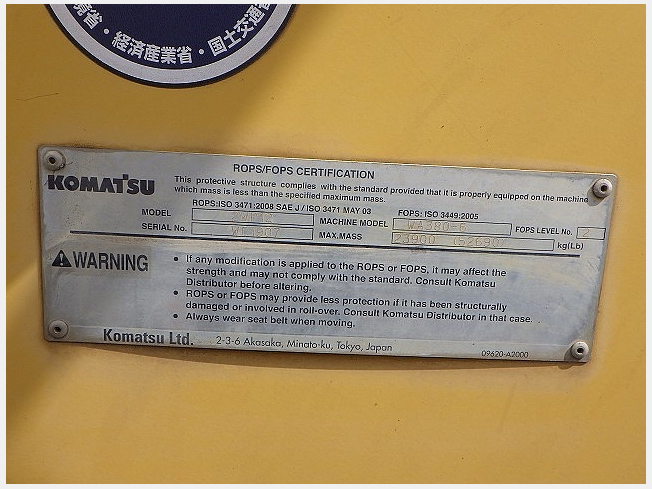 境省・経済産業省・国土交通省
KOMATSU
ROPS/FOPS CERTIFICATION
This protective structure complies with the standard provided that it is properly equipped on the machine
which mass is less than the specified maximum mass.
ROPS:ISO 3471:2008 SAE J / ISO 3471 MAY 03 FOPS: ISO 3449:2005
MODEL MACHINE MODEL WA380-6 FOPS LEVEL No. 2
SERIAL No. MAX.MASS 23900 (52690) kg(Lb)
WARNING
• If any modification is applied to the ROPS or FOPS, it may affect the
strength and may not comply with the standard. Consult Komatsu
Distributor before altering.
• ROPS or FOPS may provide less protection if it has been structurally
damaged or involved in roll-over. Consult Komatsu Distributor in that case.
• Always wear seat belt when moving.
Komatsu Ltd. 2-3-6 Akasaka, Minato-ku, Tokyo, Japan
09620-A2000